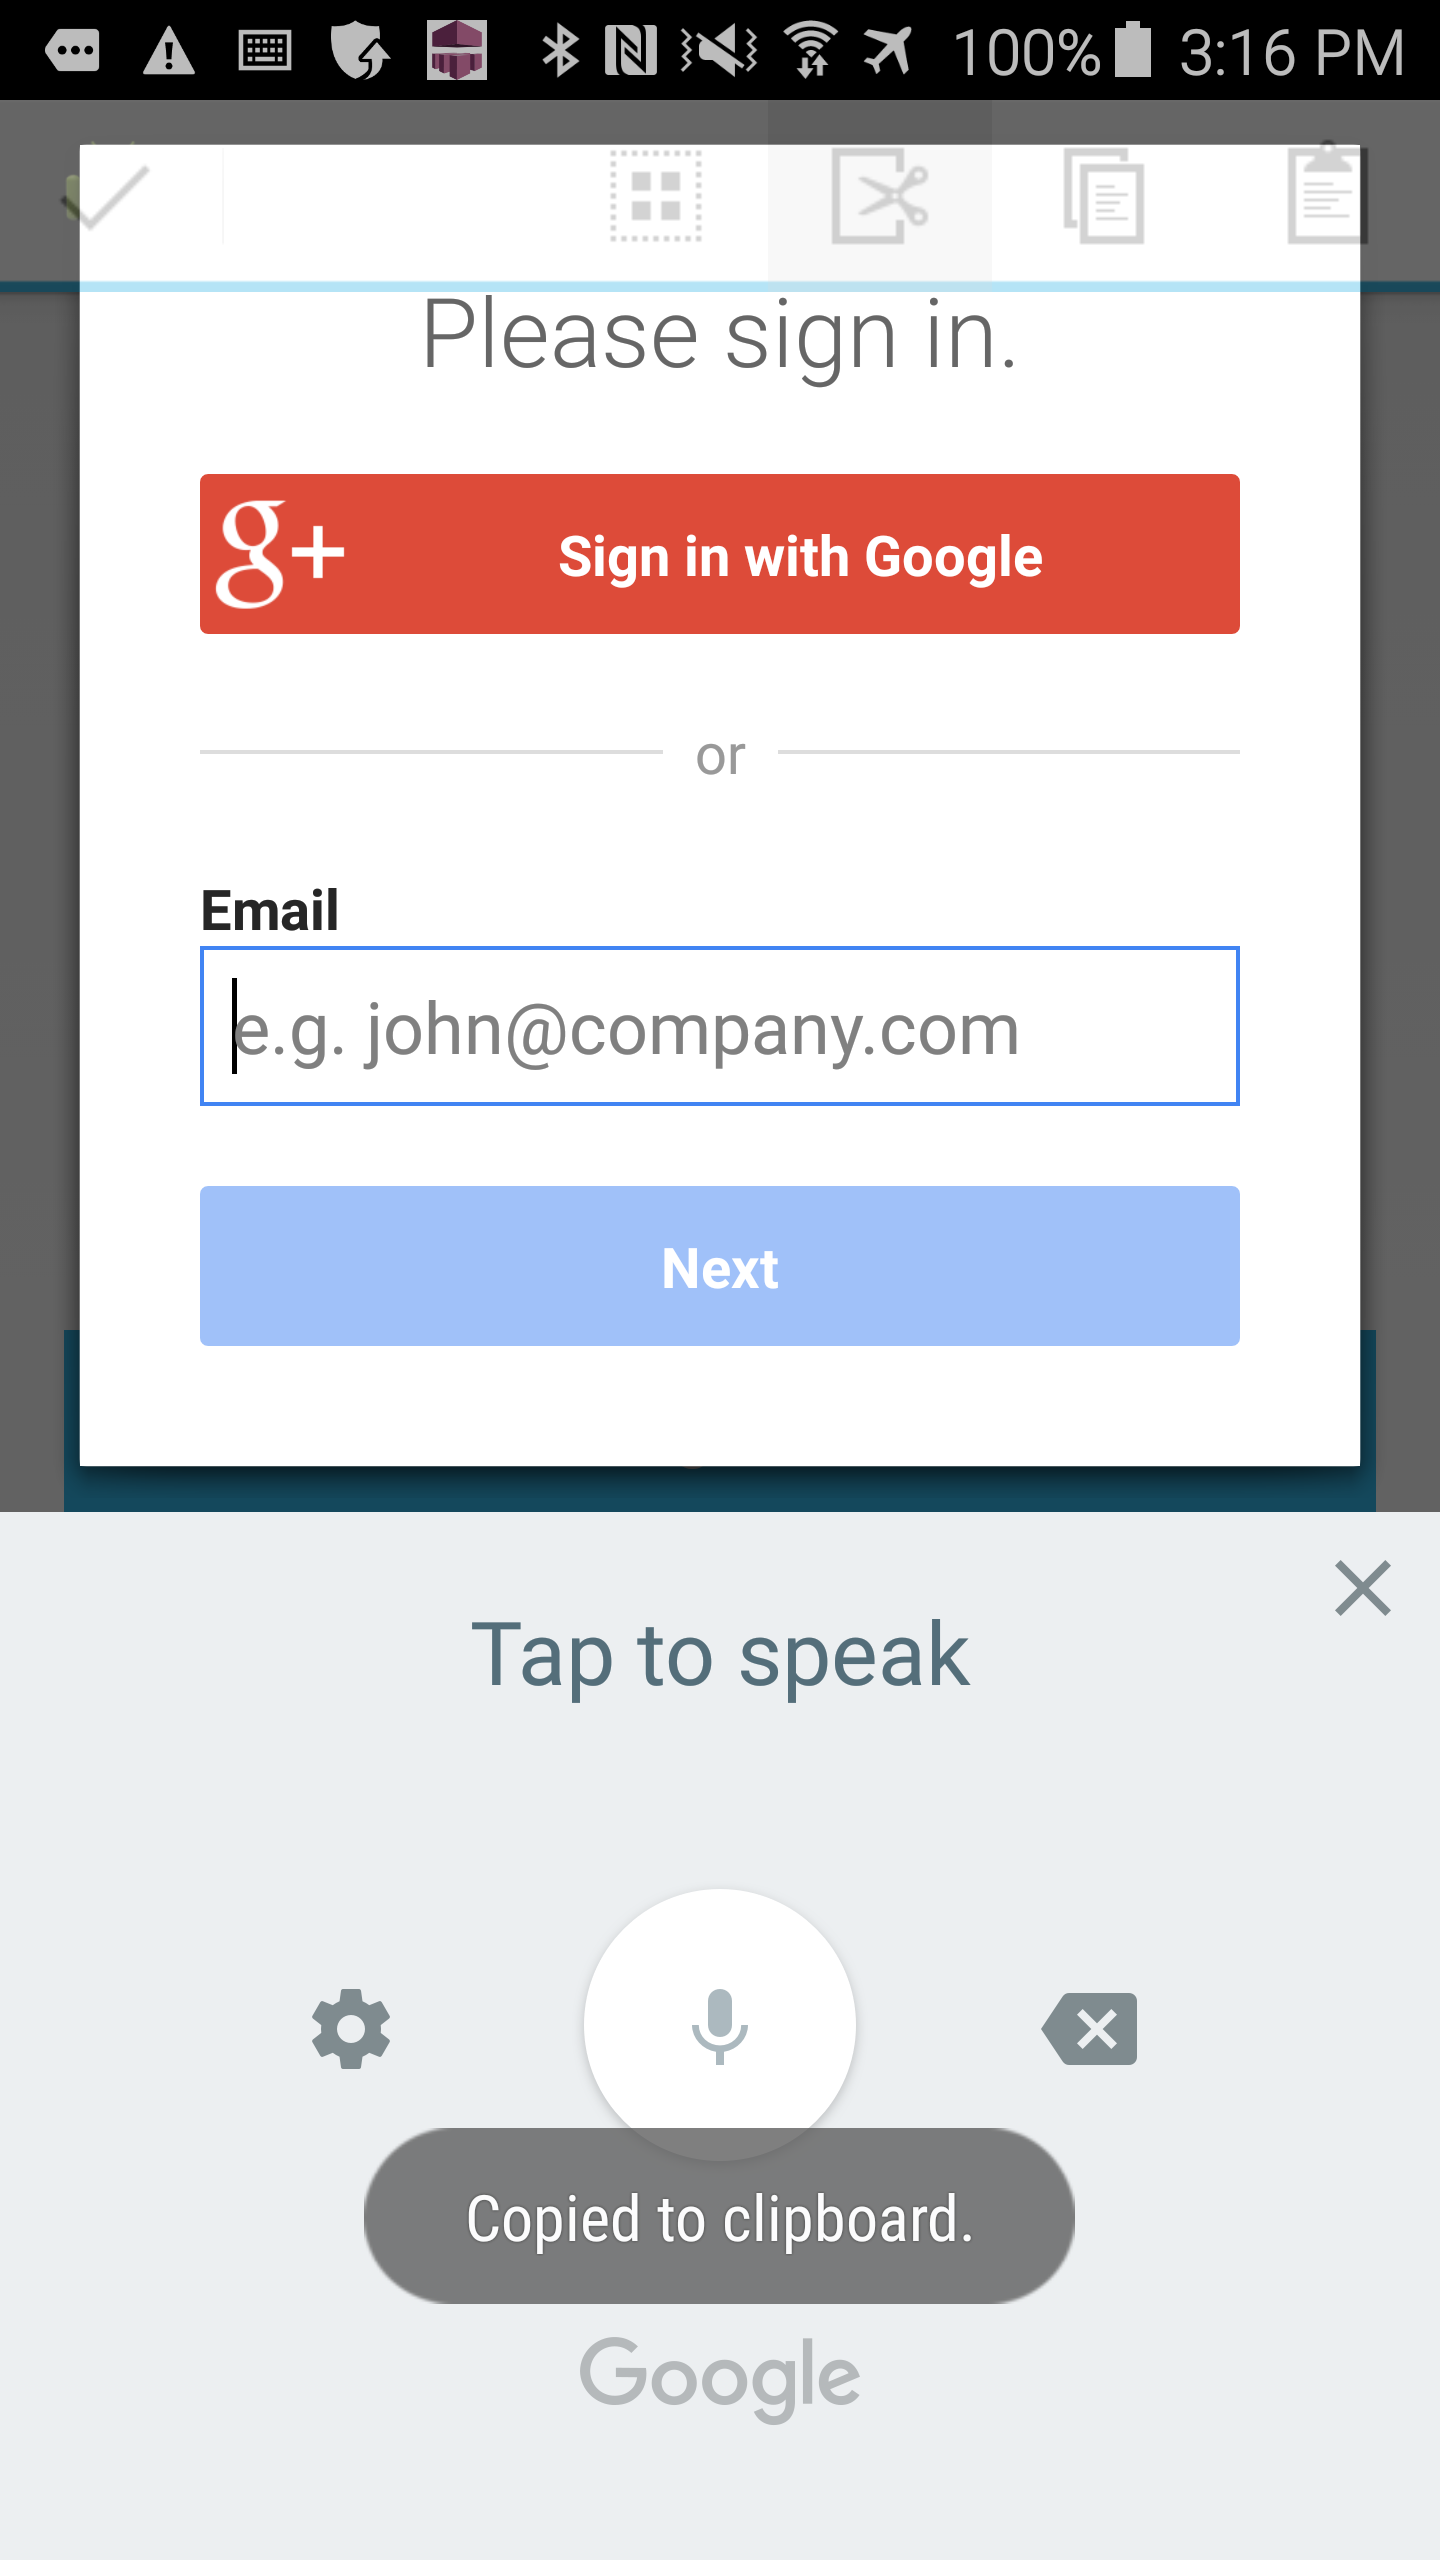 100% 3:16 PM
Please sign in.
g+ Sign in with Google
or
Email
e.g. john@company.com
Next
Tap to speak
Copied to clipboard.
Google